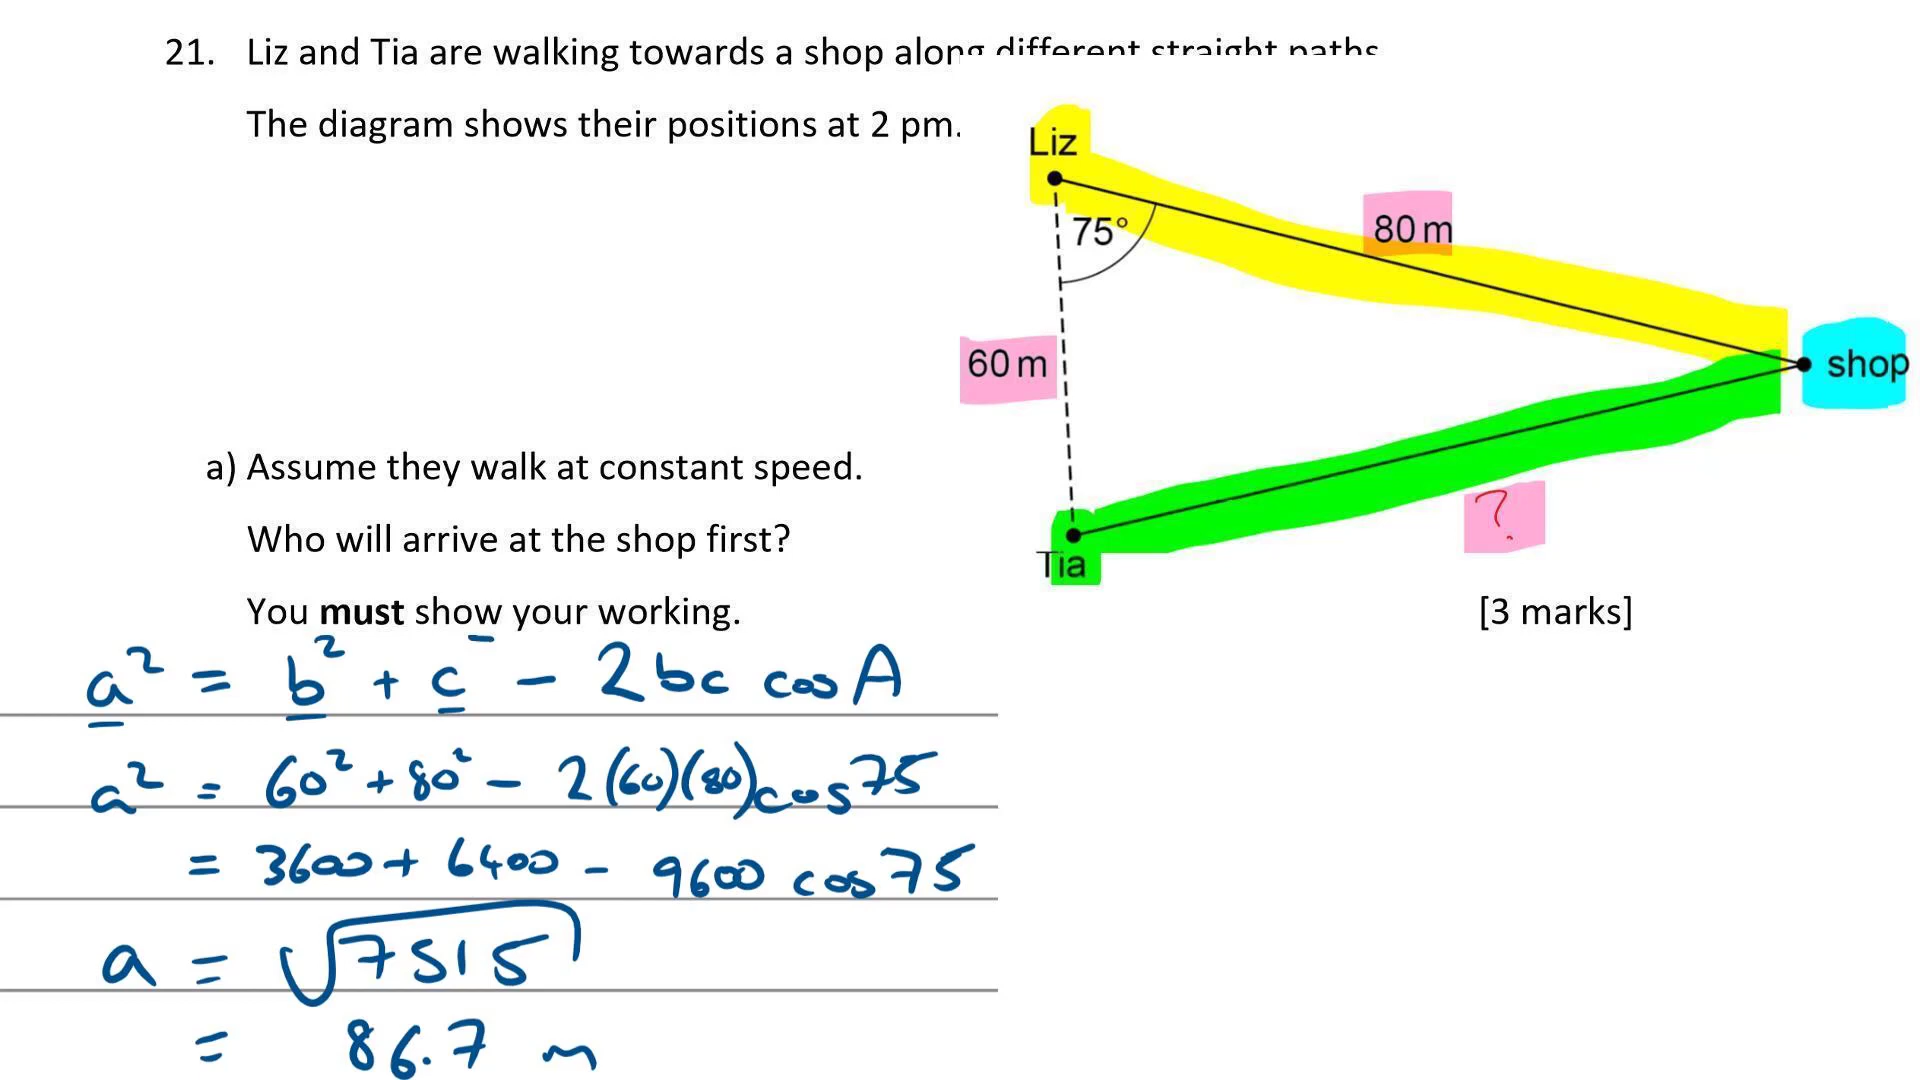 21. Liz and Tia are walking towards a shop along different straight paths.
The diagram shows their positions at 2 pm.
Liz
75°
80 m
60 m
shop
?
Tia
a) Assume they walk at constant speed.
Who will arrive at the shop first?
You must show your working.
[3 marks]
a² = b² + c² - 2bc cos A
a² = 60² + 80² - 2(60)(80)cos 75
= 3600 + 6400 - 9600 cos 75
a = √7515
= 86.7 m